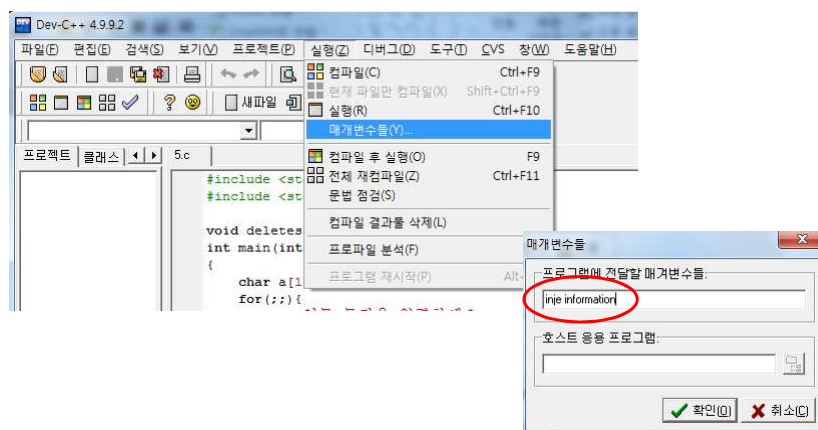 Dev-C++ 4.9.9.2
파일(F) 편집(E) 검색(S) 보기(V) 프로젝트(P) 실행(Z) 디버그(D) 도구(T) CVS 창(W) 도움말(H)
컴파일(C) Ctrl+F9
현재 파일만 컴파일(X) Shift+Ctrl+F9
새파일
실행(R) Ctrl+F10
매개변수들(Y)...
프로젝트 클래스 5.c
컴파일 후 실행(O) F9
전체 재컴파일(Z) Ctrl+F11
문법 점검(S)
컴파일 결과물 삭제(L)
프로파일 분석(F)
프로그램 재시작(P) Alt-
#include <st
#include <st
void deletes
int main(int
{
char a[1
for(;;){
매개변수들
프로그램에 전달할 매겨변수들:
inje information
호스트 응용 프로그램:
확인(O) 취소(C)